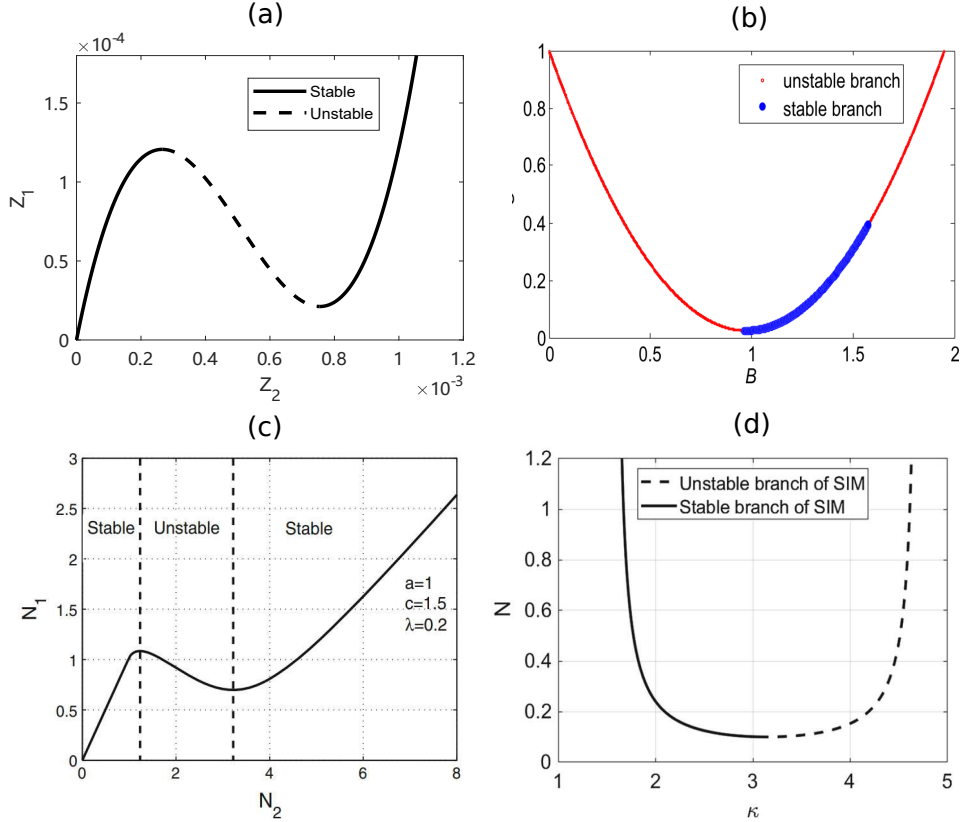 (a)
×10⁻⁴
1.5
1
0.5
0
Z₁
Stable
Unstable
0 0.2 0.4 0.6 0.8 1 1.2
Z₂
×10⁻³
(b)
1
0.8
0.6
0.4
0.2
0
unstable branch
stable branch
0 0.5 1 1.5 2
B
(c)
3
2.5
2
1.5
1
0.5
0
N₁
Stable Unstable Stable
a=1
c=1.5
λ=0.2
0 2 4 6 8
N₂
(d)
1.2
1
0.8
0.6
0.4
0.2
0
N
Unstable branch of SIM
Stable branch of SIM
1 2 3 4 5
κ